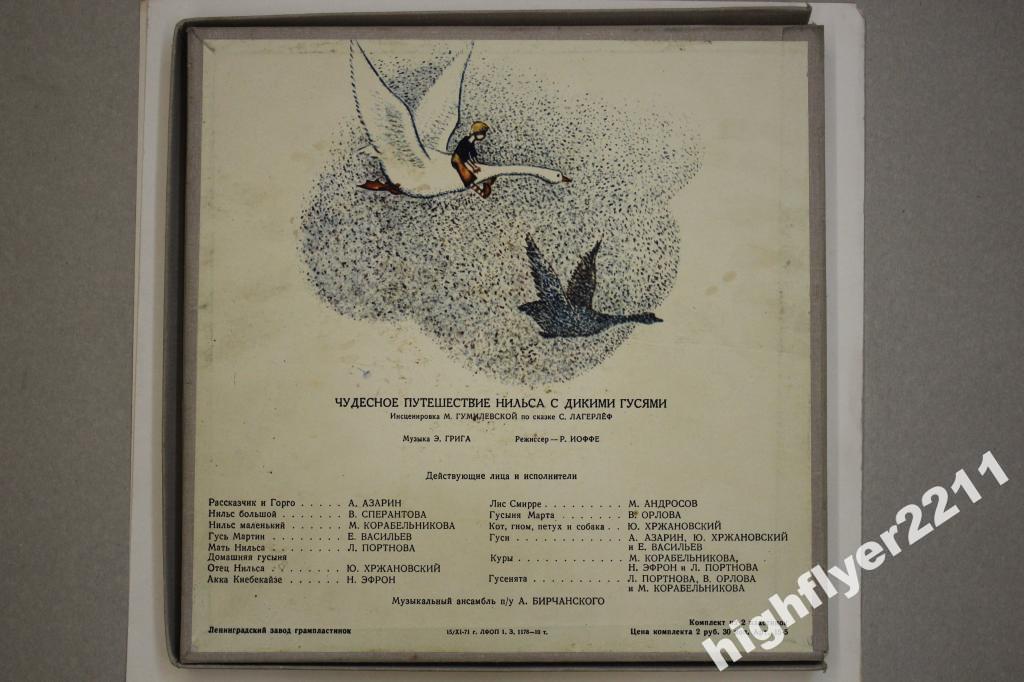 ЧУДЕСНОЕ ПУТЕШЕСТВИЕ НИЛЬСА С ДИКИМИ ГУСЯМИ
Инсценировка М. ГУМИЛЕВСКОЙ по сказке С. ЛАГЕРЛЁФ
Музыка Э. ГРИГА Режиссер — Р. ИОФФЕ
Действующие лица и исполнители
Рассказчик и Горго . . . . . А. АЗАРИН
Нильс большой . . . . . . . В. СПЕРАНТОВА
Нильс маленький . . . . . . М. КОРАБЕЛЬНИКОВА
Гусь Мартин . . . . . . . . Е. ВАСИЛЬЕВ
Мать Нильса . . . . . . . . Л. ПОРТНОВА
Домашняя гусыня
Отец Нильса . . . . . . . . Ю. ХРЖАНОВСКИЙ
Акка Кнебекайзе . . . . . . Н. ЭФРОН
Лис Смирре . . . . . . . . . М. АНДРОСОВ
Гусыня Марта . . . . . . . . В. ОРЛОВА
Кот, гном, петух и собака . . Ю. ХРЖАНОВСКИЙ
Гуси . . . . . . . . . . . . А. АЗАРИН, Ю. ХРЖАНОВСКИЙ
и Е. ВАСИЛЬЕВ
Куры . . . . . . . . . . . . М. КОРАБЕЛЬНИКОВА,
Н. ЭФРОН и Л. ПОРТНОВА
Гусенята . . . . . . . . . . Л. ПОРТНОВА, В. ОРЛОВА
и М. КОРАБЕЛЬНИКОВА
Музыкальный ансамбль п/у А. БИРЧАНСКОГО
Комплект из 2 пластинок
Ленинградский завод грампластинок 15/XI-71 г. ЛФОП 1. З. 1178—10 т. Цена комплекта 2 руб. 30
highflyer2211